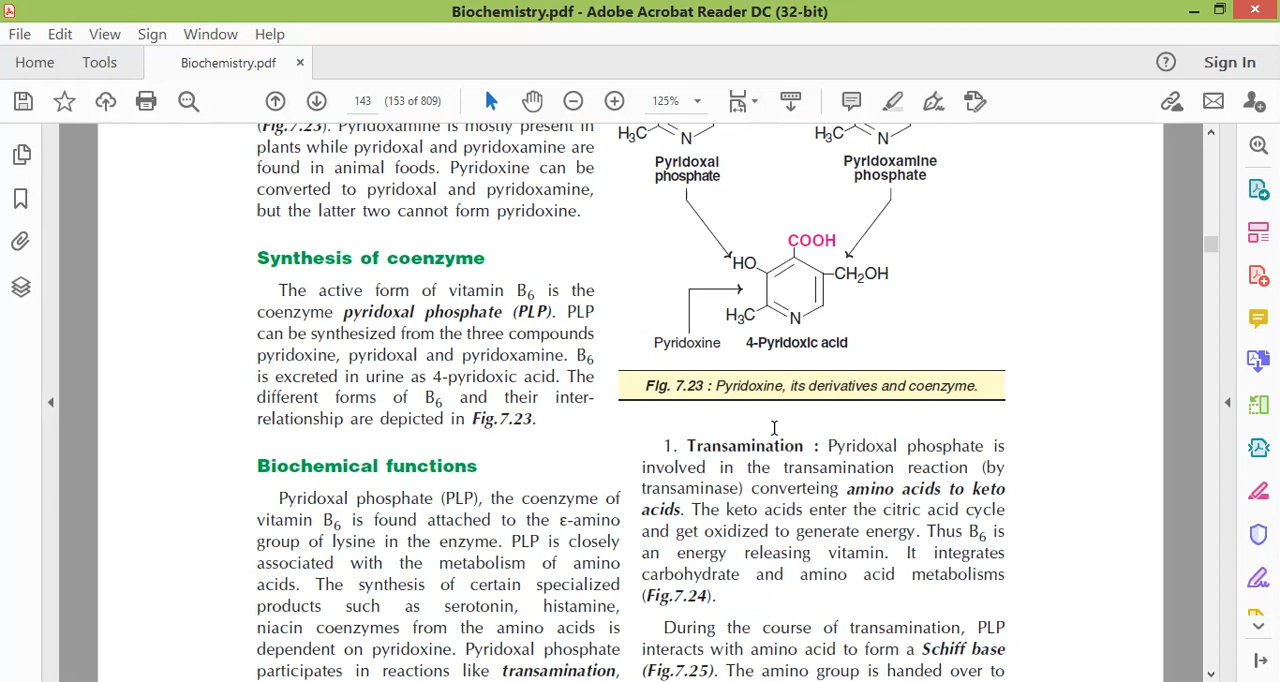 Biochemistry.pdf - Adobe Acrobat Reader DC (32-bit)
File Edit View Sign Window Help
Home Tools Biochemistry.pdf × ? Sign In
143 (153 of 809) 125%
(Fig.7.23). Pyridoxamine is mostly present in
plants while pyridoxal and pyridoxamine are
found in animal foods. Pyridoxine can be
converted to pyridoxal and pyridoxamine,
but the latter two cannot form pyridoxine.
Synthesis of coenzyme
The active form of vitamin B6 is the
coenzyme pyridoxal phosphate (PLP). PLP
can be synthesized from the three compounds
pyridoxine, pyridoxal and pyridoxamine. B6
is excreted in urine as 4-pyridoxic acid. The
different forms of B6 and their inter-
relationship are depicted in Fig.7.23.
Biochemical functions
Pyridoxal phosphate (PLP), the coenzyme of
vitamin B6 is found attached to the ε-amino
group of lysine in the enzyme. PLP is closely
associated with the metabolism of amino
acids. The synthesis of certain specialized
products such as serotonin, histamine,
niacin coenzymes from the amino acids is
dependent on pyridoxine. Pyridoxal phosphate
participates in reactions like transamination,
H3C N H3C N
Pyridoxal
phosphate
Pyridoxamine
phosphate
COOH
HO CH2OH
H3C N
Pyridoxine 4-Pyridoxic acid
Fig. 7.23 : Pyridoxine, its derivatives and coenzyme.
1. Transamination : Pyridoxal phosphate is
involved in the transamination reaction (by
transaminase) converteing amino acids to keto
acids. The keto acids enter the citric acid cycle
and get oxidized to generate energy. Thus B6 is
an energy releasing vitamin. It integrates
carbohydrate and amino acid metabolisms
(Fig.7.24).
During the course of transamination, PLP
interacts with amino acid to form a Schiff base
(Fig.7.25). The amino group is handed over to